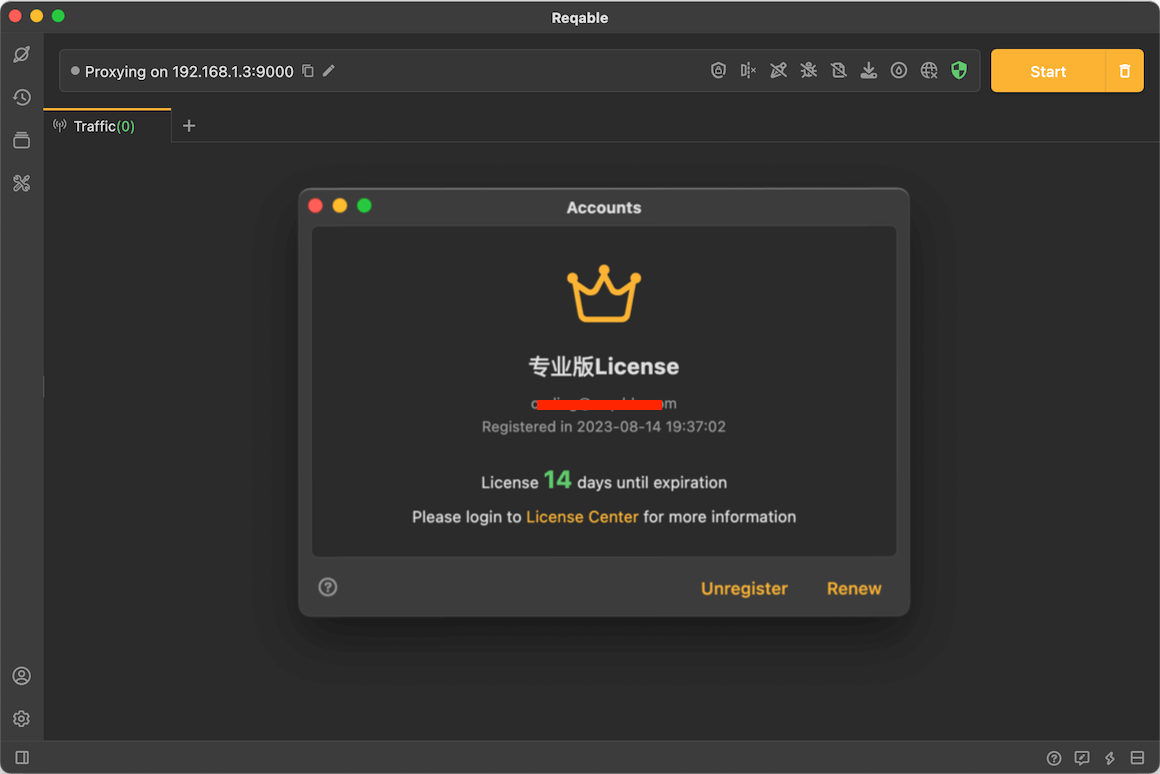 Reqable
Proxying on 192.168.1.3:9000
Start
Traffic(0)
Accounts
专业版License
Registered in 2023-08-14 19:37:02
License 14 days until expiration
Please login to License Center for more information
Unregister
Renew